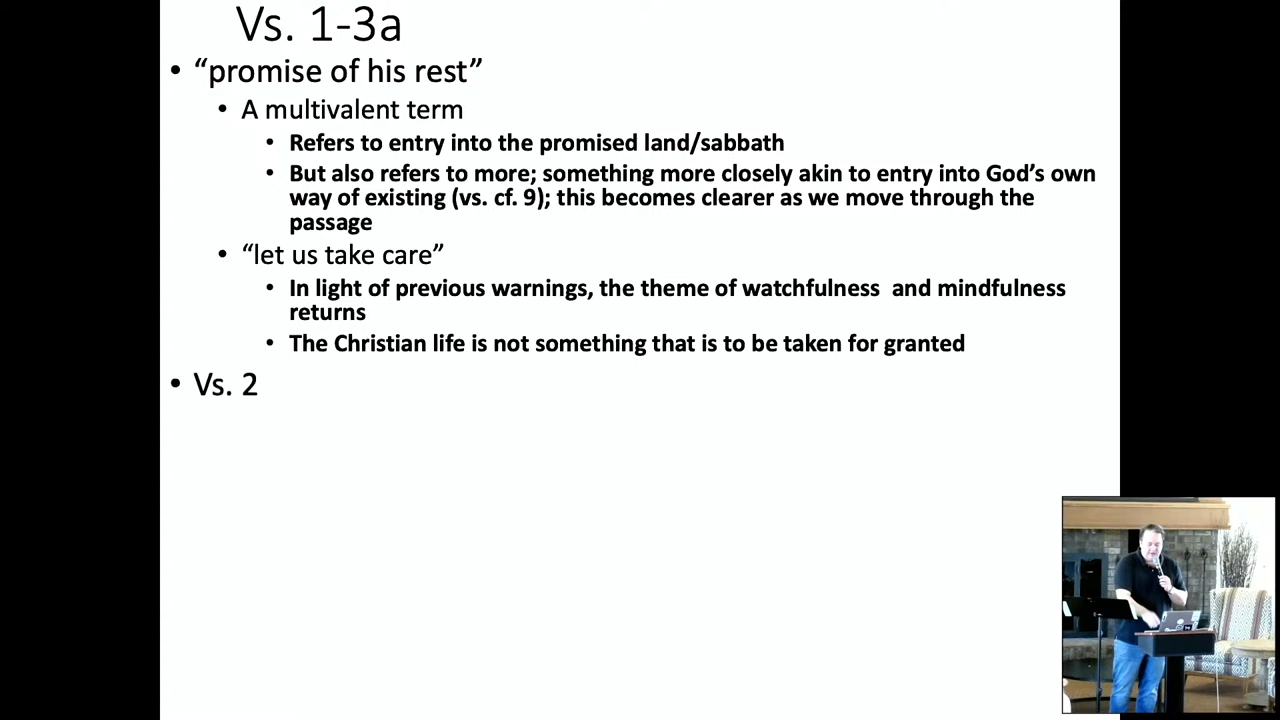 Vs. 1-3a
• “promise of his rest”
• A multivalent term
• Refers to entry into the promised land/sabbath
• But also refers to more; something more closely akin to entry into God’s own
way of existing (vs. cf. 9); this becomes clearer as we move through the
passage
• “let us take care”
• In light of previous warnings, the theme of watchfulness  and mindfulness
returns
• The Christian life is not something that is to be taken for granted
• Vs. 2